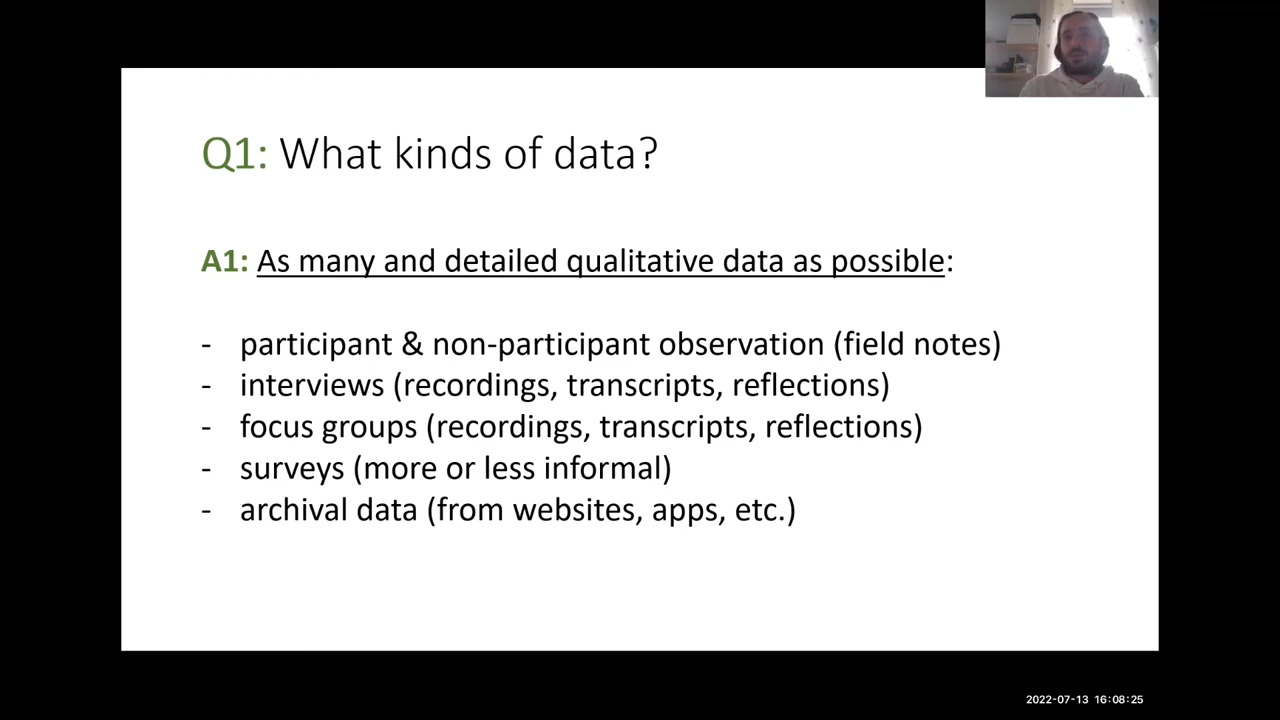 Q1: What kinds of data?
A1: As many and detailed qualitative data as possible:
- participant & non-participant observation (field notes)
- interviews (recordings, transcripts, reflections)
- focus groups (recordings, transcripts, reflections)
- surveys (more or less informal)
- archival data (from websites, apps, etc.)
2022-07-13 16:08:25